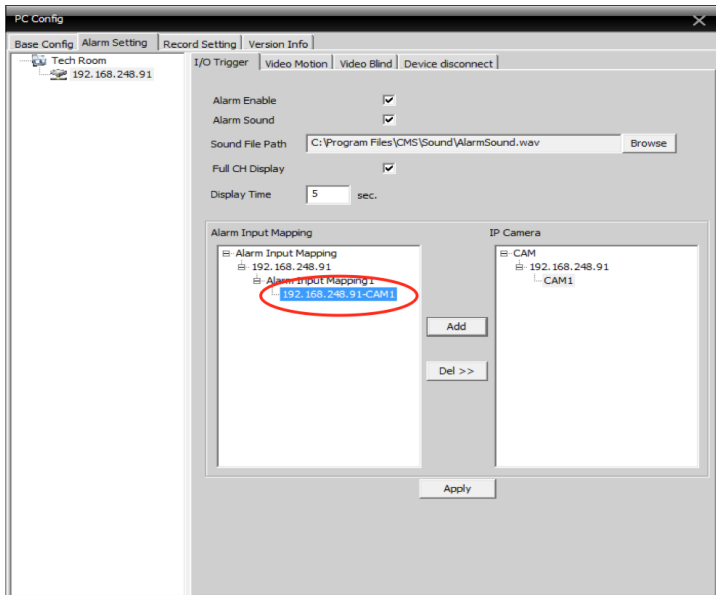 PC Config
Base Config Alarm Setting Record Setting Version Info
Tech Room
192.168.248.91
I/O Trigger Video Motion Video Blind Device disconnect
Alarm Enable
Alarm Sound
Sound File Path C:\Program Files\CMS\Sound\AlarmSound.wav Browse
Full CH Display
Display Time 5 sec.
Alarm Input Mapping
Alarm Input Mapping
192.168.248.91
Alarm Input Mapping1
192.168.248.91-CAM1
Add
Del >>
IP Camera
CAM
192.168.248.91
CAM1
Apply